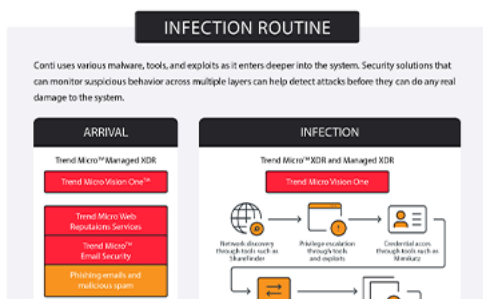 INFECTION ROUTINE
Conti uses various malware, tools, and exploits as it enters deeper into the system. Security solutions that
can monitor suspicious behavior across multiple layers can help detect attacks before they can do any real
damage to the system.
ARRIVAL
Trend Micro™ Managed XDR
Trend Micro Vision One™
Trend Micro Web
Reputaions Services
Trend Micro™
Email Security
Phishing emails and
malicious spam
INFECTION
Trend Micro™ XDR and Managed XDR
Trend Micro Vision One
Network discovery
through tools such as
ShareFinder
Privilege escalation
through tools
and exploits
Credential acces
through tools such as
Mimikatz